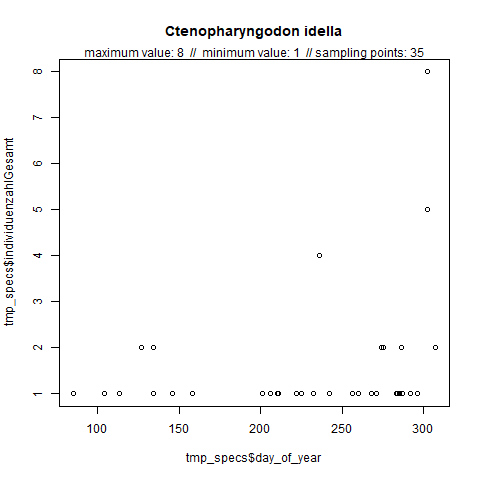 Ctenopharyngodon idella
maximum value: 8 // minimum value: 1 // sampling points: 35
8
7
6
5
4
3
2
1
tmp_specs$individuenzahlGesamt
100 150 200 250 300
tmp_specs$day_of_year